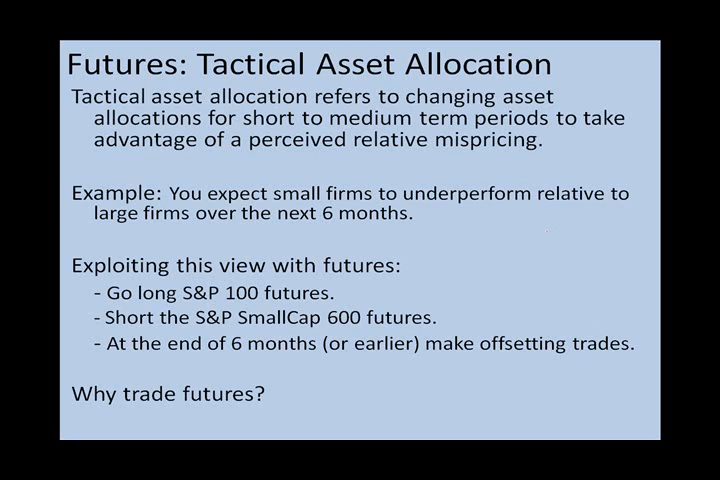 Futures: Tactical Asset Allocation
Tactical asset allocation refers to changing asset
allocations for short to medium term periods to take
advantage of a perceived relative mispricing.
Example: You expect small firms to underperform relative to
large firms over the next 6 months.
Exploiting this view with futures:
- Go long S&P 100 futures.
- Short the S&P SmallCap 600 futures.
- At the end of 6 months (or earlier) make offsetting trades.
Why trade futures?